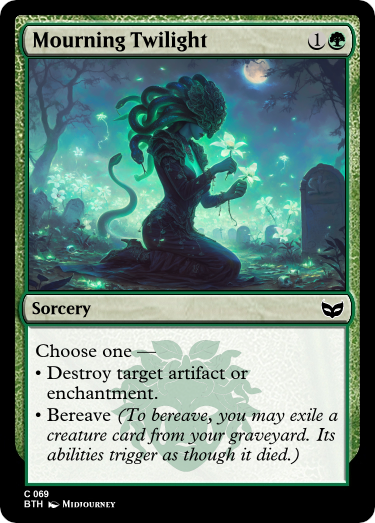 Mourning Twilight 1
Sorcery
Choose one —
• Destroy target artifact or
enchantment.
• Bereave (To bereave, you may exile a
creature card from your graveyard. Its
abilities trigger as though it died.)
C 069
BTH Midjourney